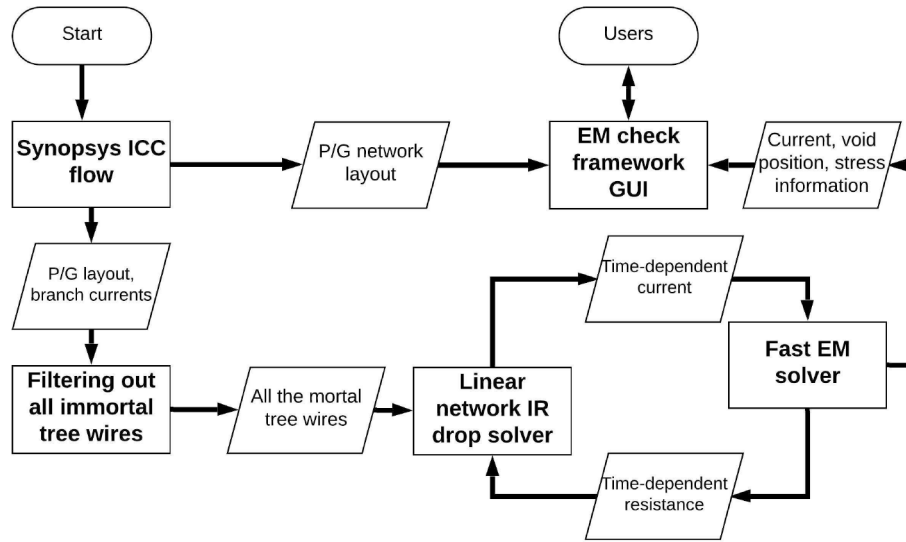 Start
Users
Synopsys ICC
flow
P/G network
layout
EM check
framework
GUI
Current, void
position, stress
information
P/G layout,
branch currents
Time-dependent
current
Filtering out
all immortal
tree wires
All the mortal
tree wires
Linear
network IR
drop solver
Fast EM
solver
Time-dependent
resistance